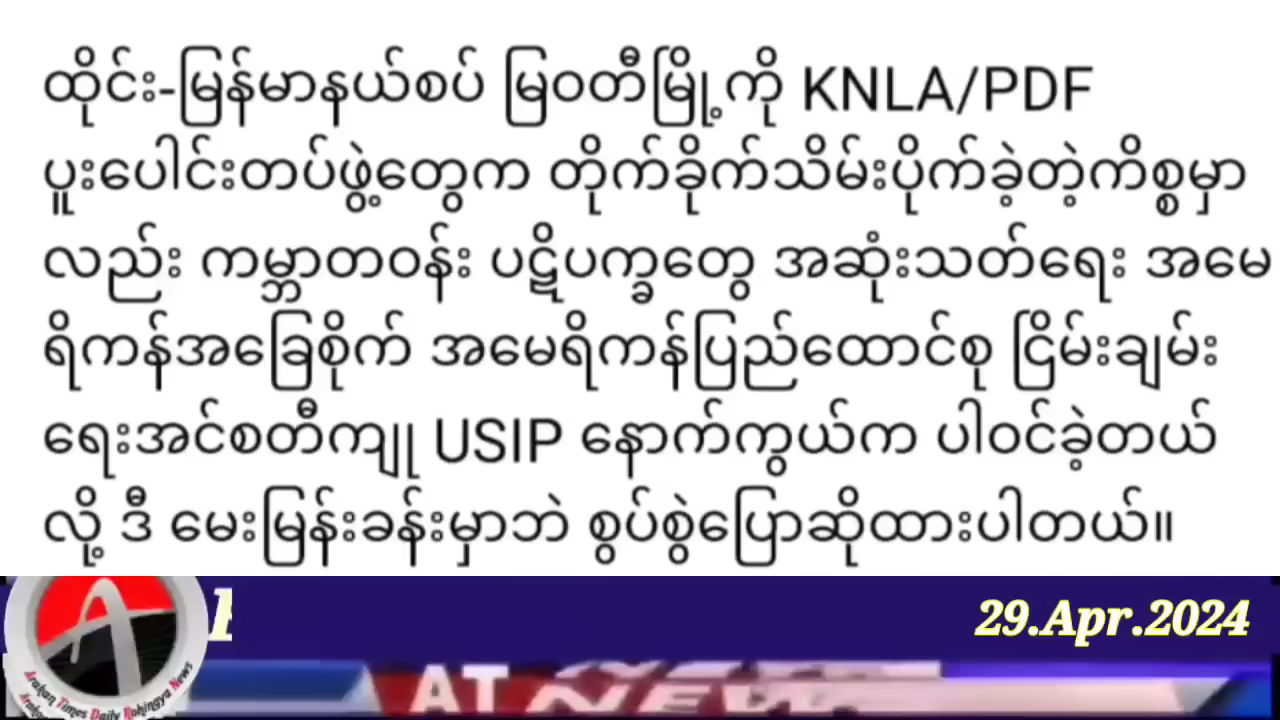 ထိုင်း-မြန်မာနယ်စပ် မြဝတီမြို့ကို KNLA/PDF
ပူးပေါင်းတပ်ဖွဲ့တွေက တိုက်ခိုက်သိမ်းပိုက်ခဲ့တဲ့ကိစ္စမှာ
လည်း ကမ္ဘာတဝန်း ပဋိပက္ခတွေ အဆုံးသတ်ရေး အမေ
ရိကန်အခြေစိုက် အမေရိကန်ပြည်ထောင်စု ငြိမ်းချမ်း
ရေးအင်စတီကျု USIP နောက်ကွယ်က ပါဝင်ခဲ့တယ်
လို့ ဒီ မေးမြန်းခန်းမှာဘဲ စွပ်စွဲပြောဆိုထားပါတယ်။
29.Apr.2024
Arakan Times Daily Rohingya News
AT NEWS